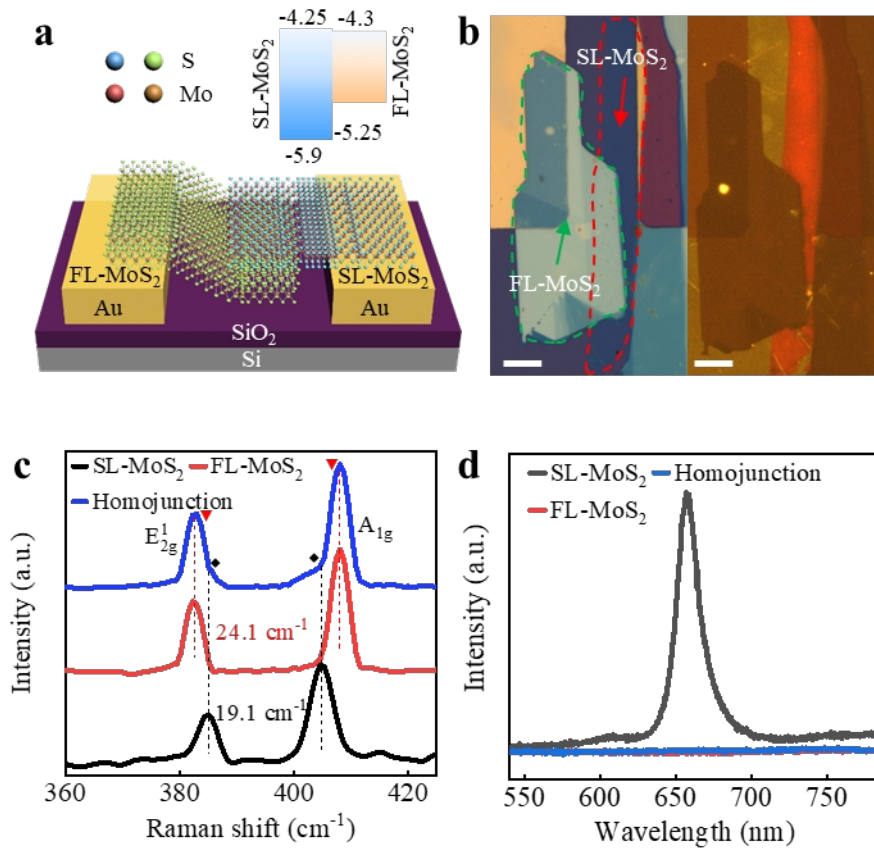 a
S
Mo
-4.25
-4.3
SL-MoS₂
FL-MoS₂
-5.9
-5.25
FL-MoS₂
SL-MoS₂
Au
Au
SiO₂
Si
b
SL-MoS₂
FL-MoS₂
c
SL-MoS₂
FL-MoS₂
Homojunction
E¹₂g
A₁g
24.1 cm⁻¹
19.1 cm⁻¹
Intensity (a.u.)
360
380
400
420
Raman shift (cm⁻¹)
d
SL-MoS₂
Homojunction
FL-MoS₂
Intensity (a.u.)
550
600
650
700
750
Wavelength (nm)